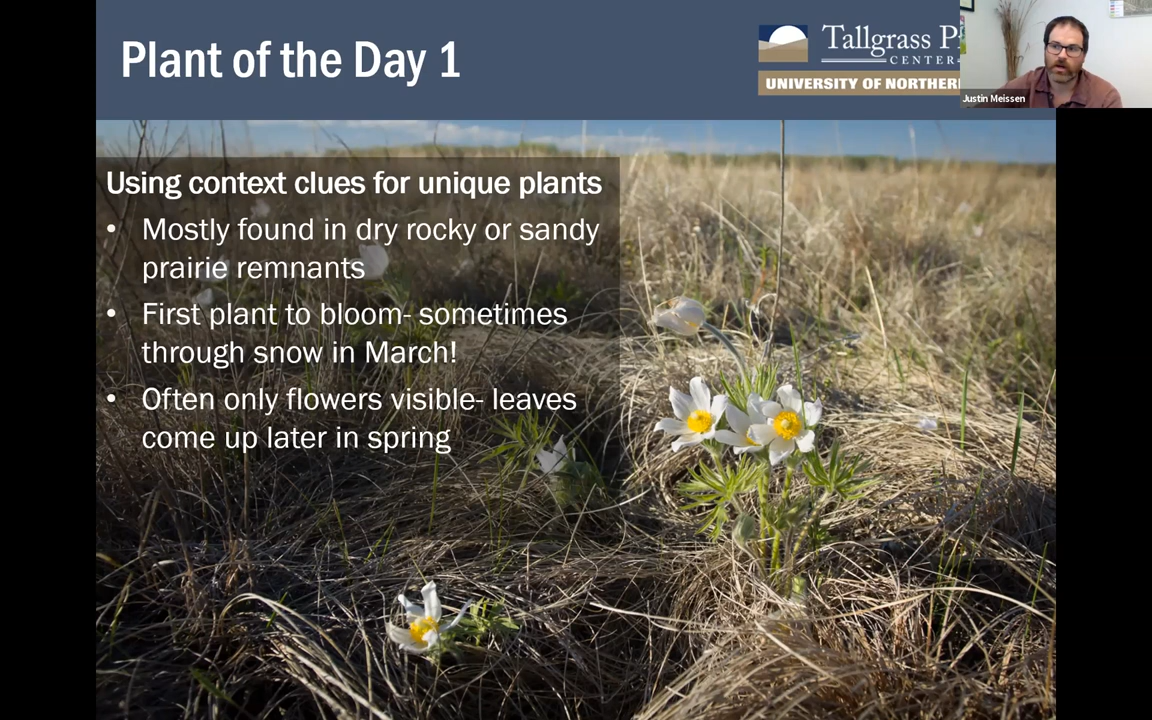 Plant of the Day 1
Tallgrass P
CENTER
UNIVERSITY OF NORTHER
Justin Meissen
Using context clues for unique plants
• Mostly found in dry rocky or sandy
prairie remnants
• First plant to bloom- sometimes
through snow in March!
• Often only flowers visible- leaves
come up later in spring